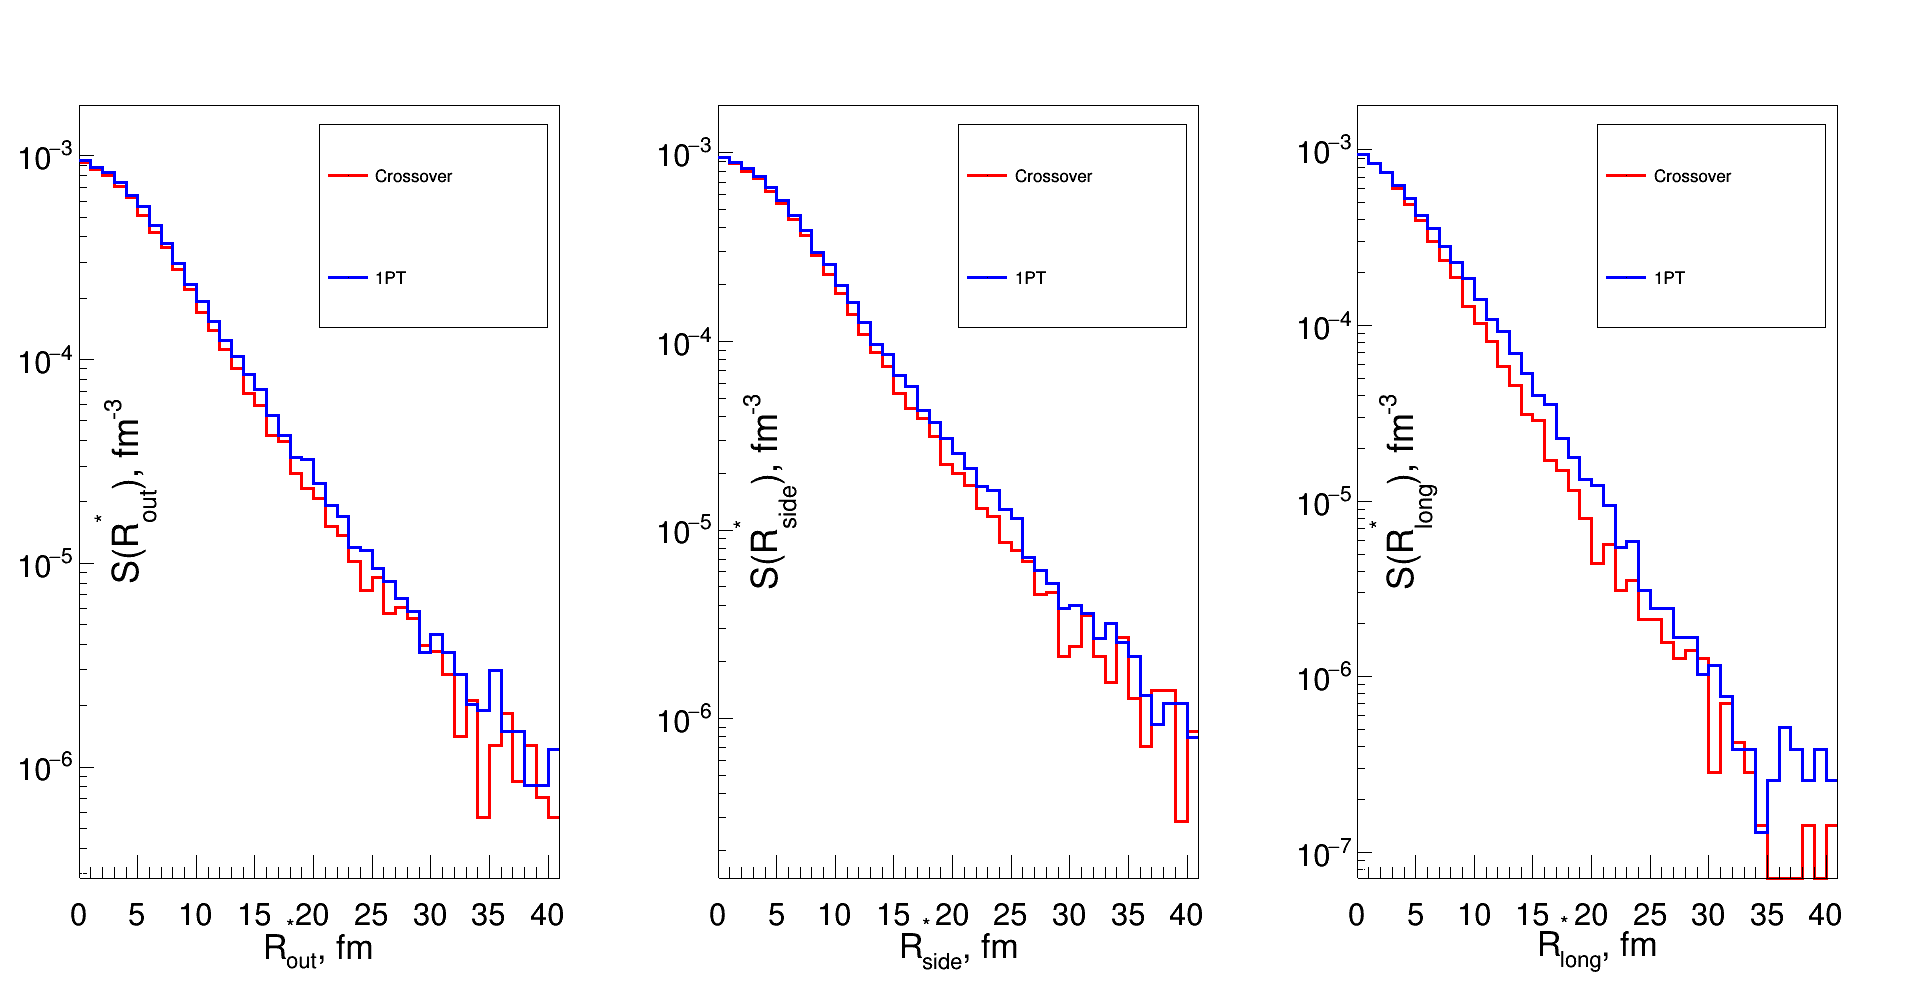 10⁻³
10⁻⁴
10⁻⁵
10⁻⁶
S(R*out), fm⁻³
Crossover
1PT
0 5 10 15 20 25 30 35 40
R*out, fm
10⁻³
10⁻⁴
10⁻⁵
10⁻⁶
S(R*side), fm⁻³
Crossover
1PT
0 5 10 15 20 25 30 35 40
R*side, fm
10⁻³
10⁻⁴
10⁻⁵
10⁻⁶
10⁻⁷
S(R*long), fm⁻³
Crossover
1PT
0 5 10 15 20 25 30 35 40
R*long, fm